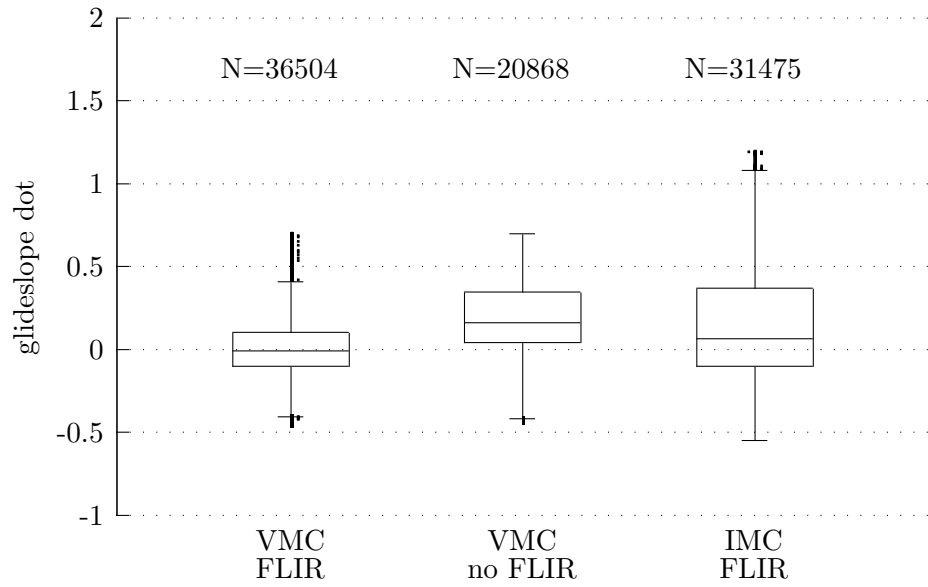 2
N=36504 N=20868 N=31475
1.5
1
0.5
0
-0.5
-1
glideslope dot
VMC VMC IMC
FLIR no FLIR FLIR